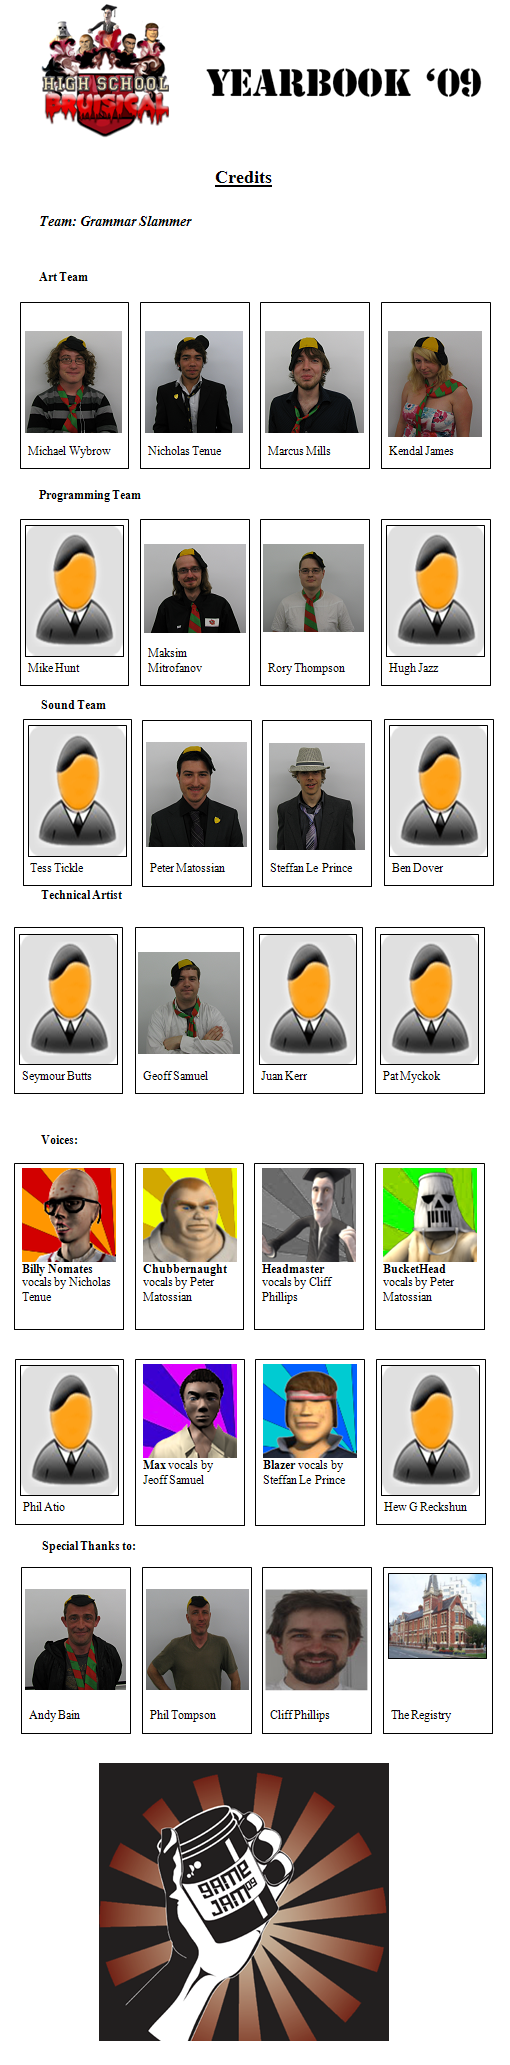 HIGH SCHOOL
BRUISICAL
YEARBOOK ‘09
Credits
Team: Grammar Slammer
Art Team
Michael Wybrow
Nicholas Tenue
Marcus Mills
Kendal James
Programming Team
Mike Hunt
Maksim
Mitrofanov
Rory Thompson
Hugh Jazz
Sound Team
Tess Tickle
Peter Matossian
Steffan Le Prince
Ben Dover
Technical Artist
Seymour Butts
Geoff Samuel
Juan Kerr
Pat Myckok
Voices:
Billy Nomates
vocals by Nicholas
Tenue
Chubbernaught
vocals by Peter
Matossian
Headmaster
vocals by Cliff
Phillips
BucketHead
vocals by Peter
Matossian
Phil Atio
Max vocals by
Jeoff Samuel
Blazer vocals by
Steffan Le Prince
Hew G Reckshun
Special Thanks to:
Andy Bain
Phil Tompson
Cliff Phillips
The Registry
GAME
JAM 09